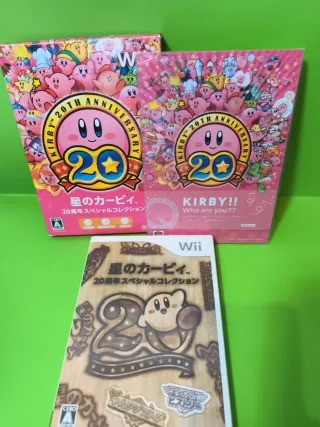 Wii
KIRBY™ 20TH ANNIVERSARY
20
星のカービィ
20周年スペシャルコレクション
A
KIRBY 20TH ANNIVERSARY
20
KIRBY!!
Who are you??
Wii
星のカービィ
20周年スペシャルコレクション
20
A